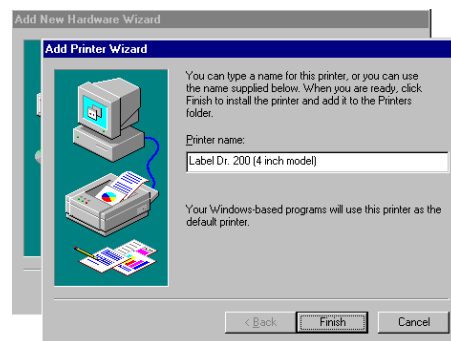 Add New Hardware Wizard
Add Printer Wizard
You can type a name for this printer, or you can use
the name supplied below. When you are ready, click
Finish to install the printer and add it to the Printers
folder.
Printer name:
Label Dr. 200 (4 inch model)
Your Windows-based programs will use this printer as the
default printer.
< Back
Finish
Cancel